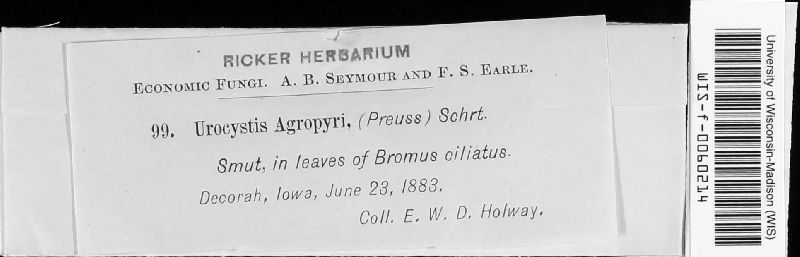 RICKER HERBARIUM
ECONOMIC FUNGI. A. B. SEYMOUR AND F. S. EARLE.
99. Urocystis Agropyri, (Preuss) Schrt.
Smut, in leaves of Bromus ciliatus.
Decorah, Iowa, June 23, 1883.
Coll. E. W. D. Holway.
University of Wisconsin-Madison (WIS)
WIS-f-0060214